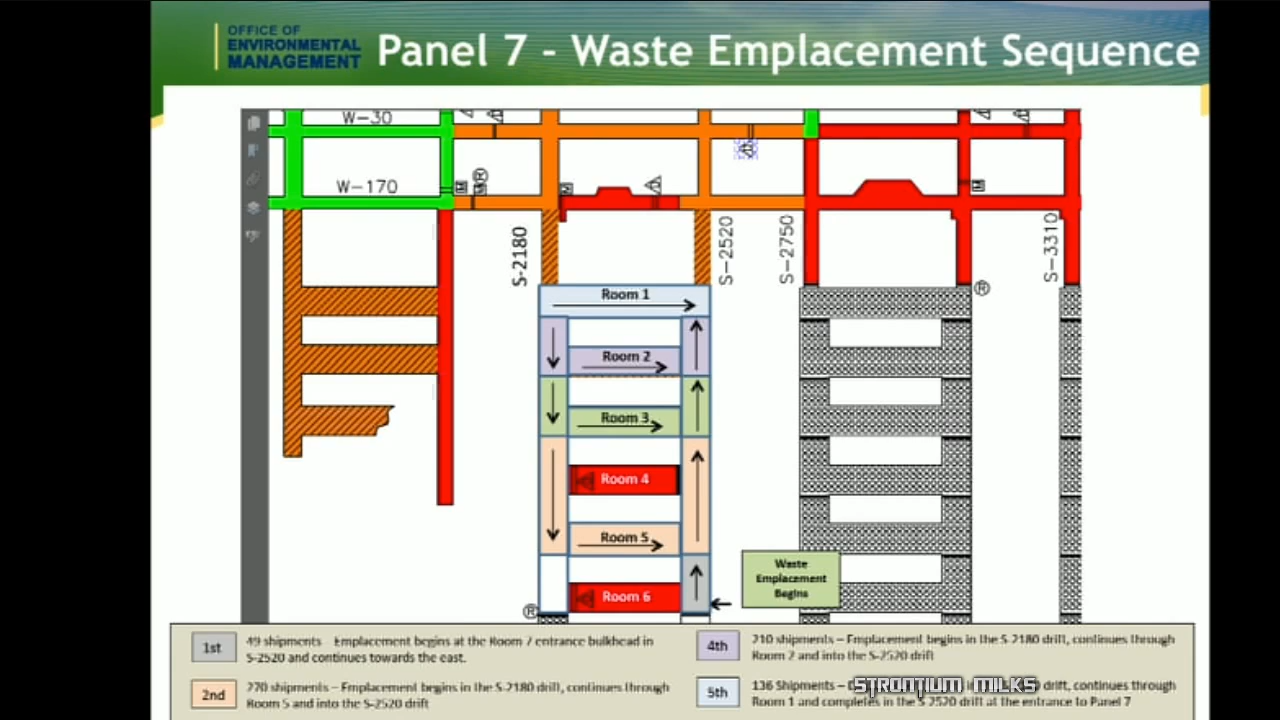 OFFICE OF
ENVIRONMENTAL
MANAGEMENT
Panel 7 - Waste Emplacement Sequence
W-30
W-170
S-2180
S-2520
S-2750
S-3310
Room 1
Room 2
Room 3
Room 4
Room 5
Room 6
Waste
Emplacement
Begins
1st
49 shipments – Emplacement begins at the Room 7 entrance bulkhead in
S-2520 and continues towards the east.
2nd
270 shipments – Emplacement begins in the S-2180 drift, continues through
Room 5 and into the S-2520 drift
4th
210 shipments – Emplacement begins in the S-2180 drift, continues through
Room 2 and into the S-2520 drift
5th
136 Shipments – drift, continues through
Room 1 and completes in the S-2520 drift at the entrance to Panel 7
STRONTIUM MILKS